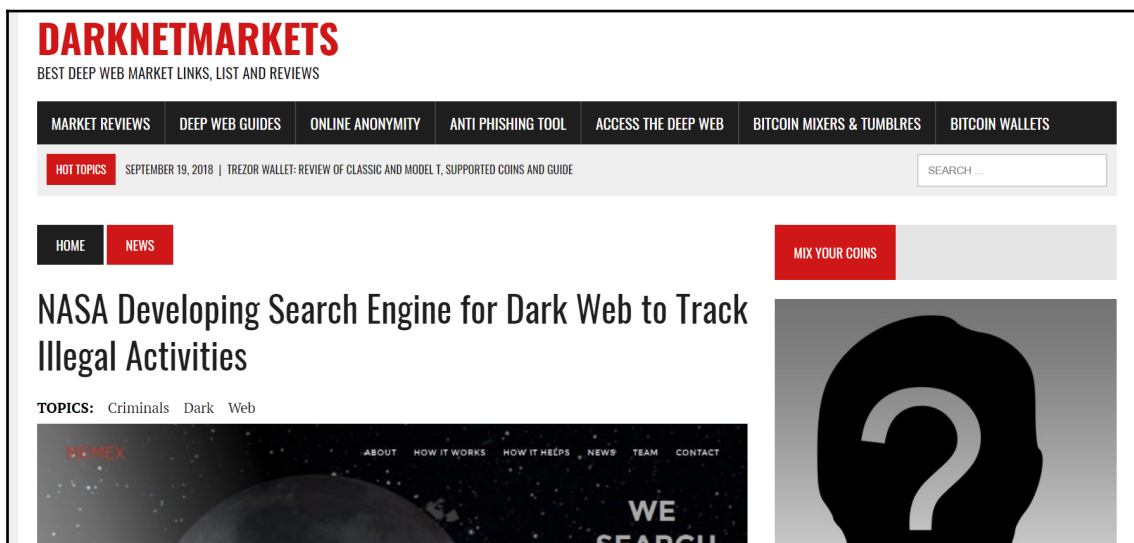 DARKNETMARKETS
BEST DEEP WEB MARKET LINKS, LIST AND REVIEWS
MARKET REVIEWS DEEP WEB GUIDES ONLINE ANONYMITY ANTI PHISHING TOOL ACCESS THE DEEP WEB BITCOIN MIXERS & TUMBLRES BITCOIN WALLETS
HOT TOPICS SEPTEMBER 19, 2018 | TREZOR WALLET: REVIEW OF CLASSIC AND MODEL T, SUPPORTED COINS AND GUIDE SEARCH ...
HOME NEWS
MIX YOUR COINS
NASA Developing Search Engine for Dark Web to Track
Illegal Activities
TOPICS: Criminals Dark Web
MEMEX ABOUT HOW IT WORKS HOW IT HELPS NEWS TEAM CONTACT
WE
SEARCH
?